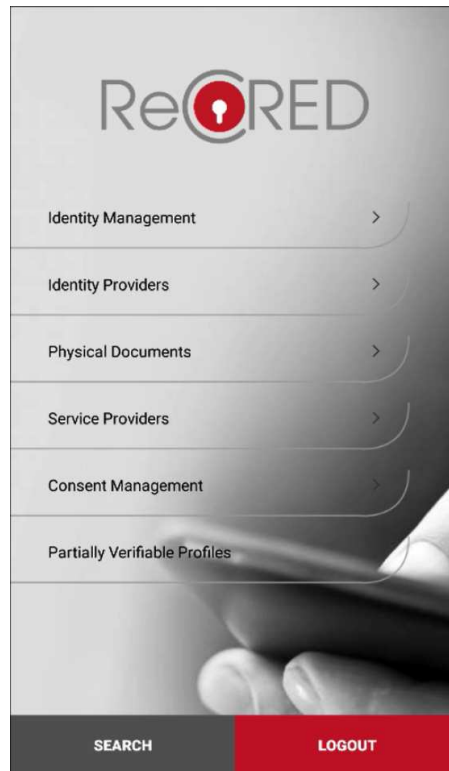 ReCRED
Identity Management
Identity Providers
Physical Documents
Service Providers
Consent Management
Partially Verifiable Profiles
SEARCH LOGOUT